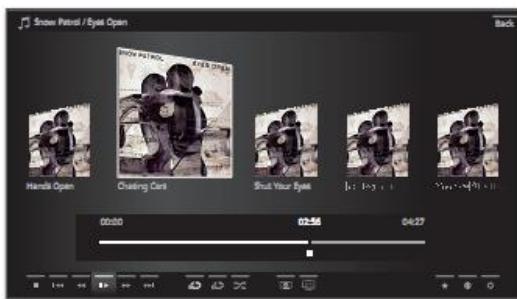 Snow Patrol / Eyes Open
Back
SNOW PATROL
EYES OPEN
Hands Open
Chasing Cars
Shut Your Eyes
00:00
02:56
04:27